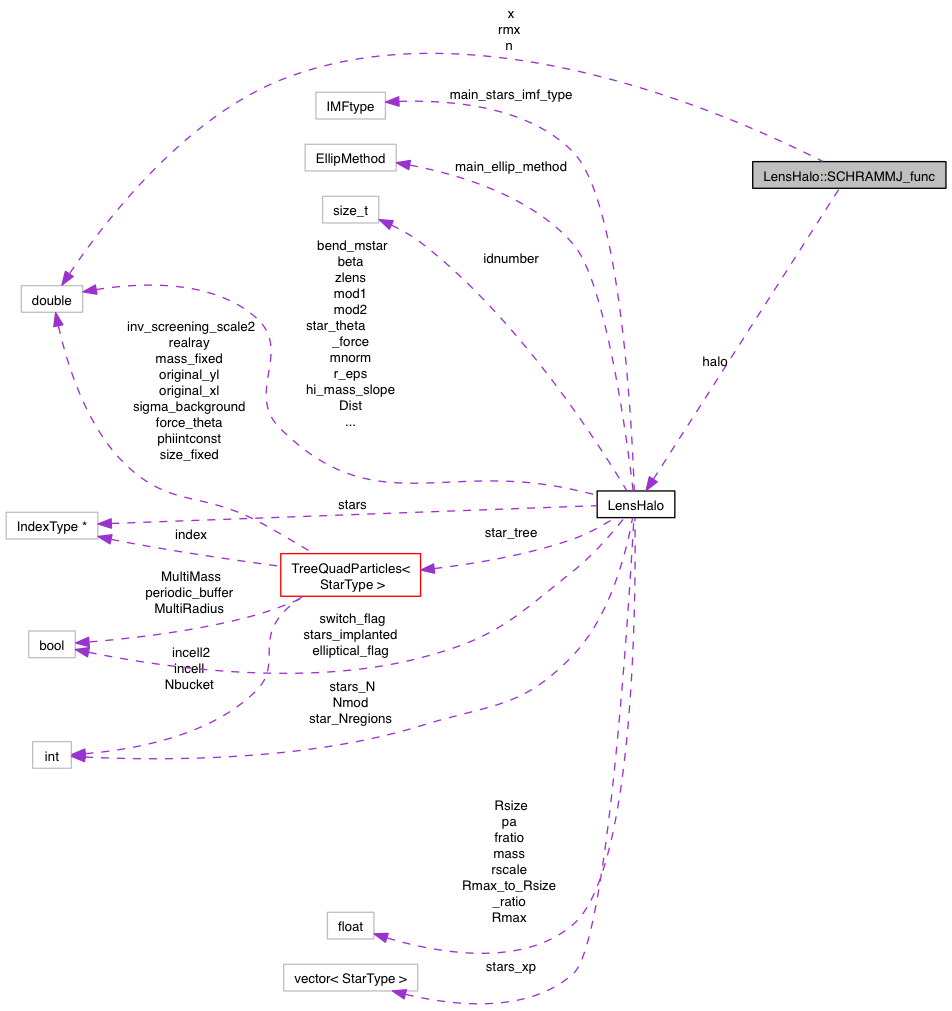 x
rmx
n
main_stars_imf_type
IMFtype
EllipMethod
main_ellip_method
LensHalo::SCHRAMMJ_func
size_t
bend_mstar
beta
zlens
mod1
mod2
star_theta
_force
mnorm
r_eps
hi_mass_slope
Dist
...
idnumber
double
inv_screening_scale2
realray
mass_fixed
original_yl
original_xl
sigma_background
force_theta
phiintconst
size_fixed
halo
LensHalo
stars
IndexType *
index
star_tree
TreeQuadParticles<
StarType >
MultiMass
periodic_buffer
MultiRadius
switch_flag
stars_implanted
elliptical_flag
bool
incell2
incell
Nbucket
stars_N
Nmod
star_Nregions
int
Rsize
pa
fratio
mass
rscale
Rmax_to_Rsize
_ratio
Rmax
float
stars_xp
vector< StarType >